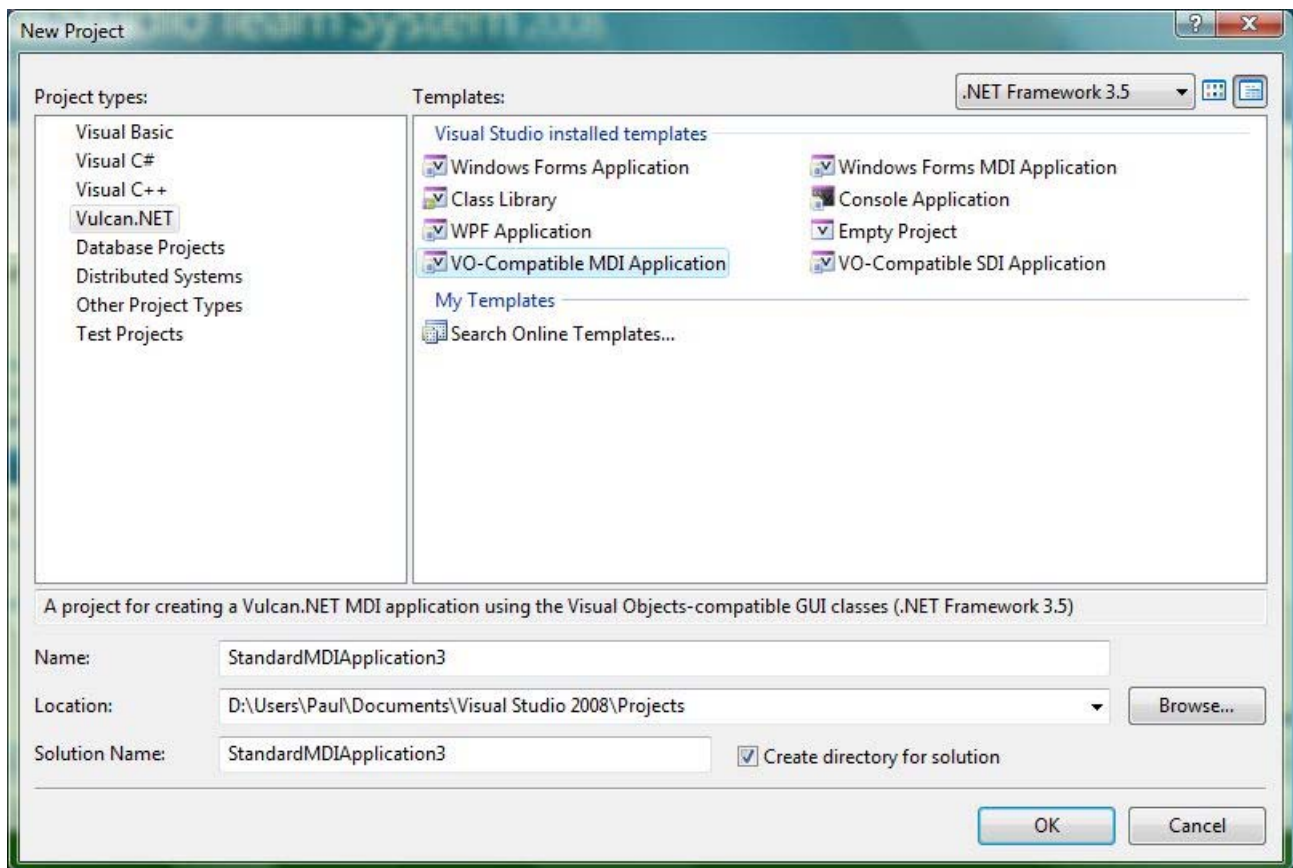 New Project
Project types:
Templates:
.NET Framework 3.5
Visual Basic
Visual C#
Visual C++
Vulcan.NET
Database Projects
Distributed Systems
Other Project Types
Test Projects
Visual Studio installed templates
Windows Forms Application
Windows Forms MDI Application
Class Library
Console Application
WPF Application
Empty Project
VO-Compatible MDI Application
VO-Compatible SDI Application
My Templates
Search Online Templates...
A project for creating a Vulcan.NET MDI application using the Visual Objects-compatible GUI classes (.NET Framework 3.5)
Name:
StandardMDIApplication3
Location:
D:\Users\Paul\Documents\Visual Studio 2008\Projects
Browse...
Solution Name:
StandardMDIApplication3
Create directory for solution
OK
Cancel